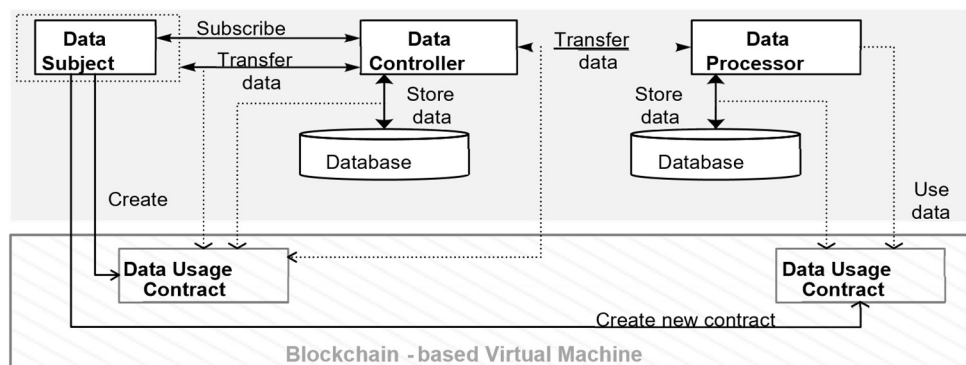 Data
Subject
Subscribe
Transfer
data
Data
Controller
Transfer
data
Data
Processor
Store
data
Store
data
Database
Database
Create
Use
data
Data Usage
Contract
Data Usage
Contract
Create new contract
Blockchain - based Virtual Machine